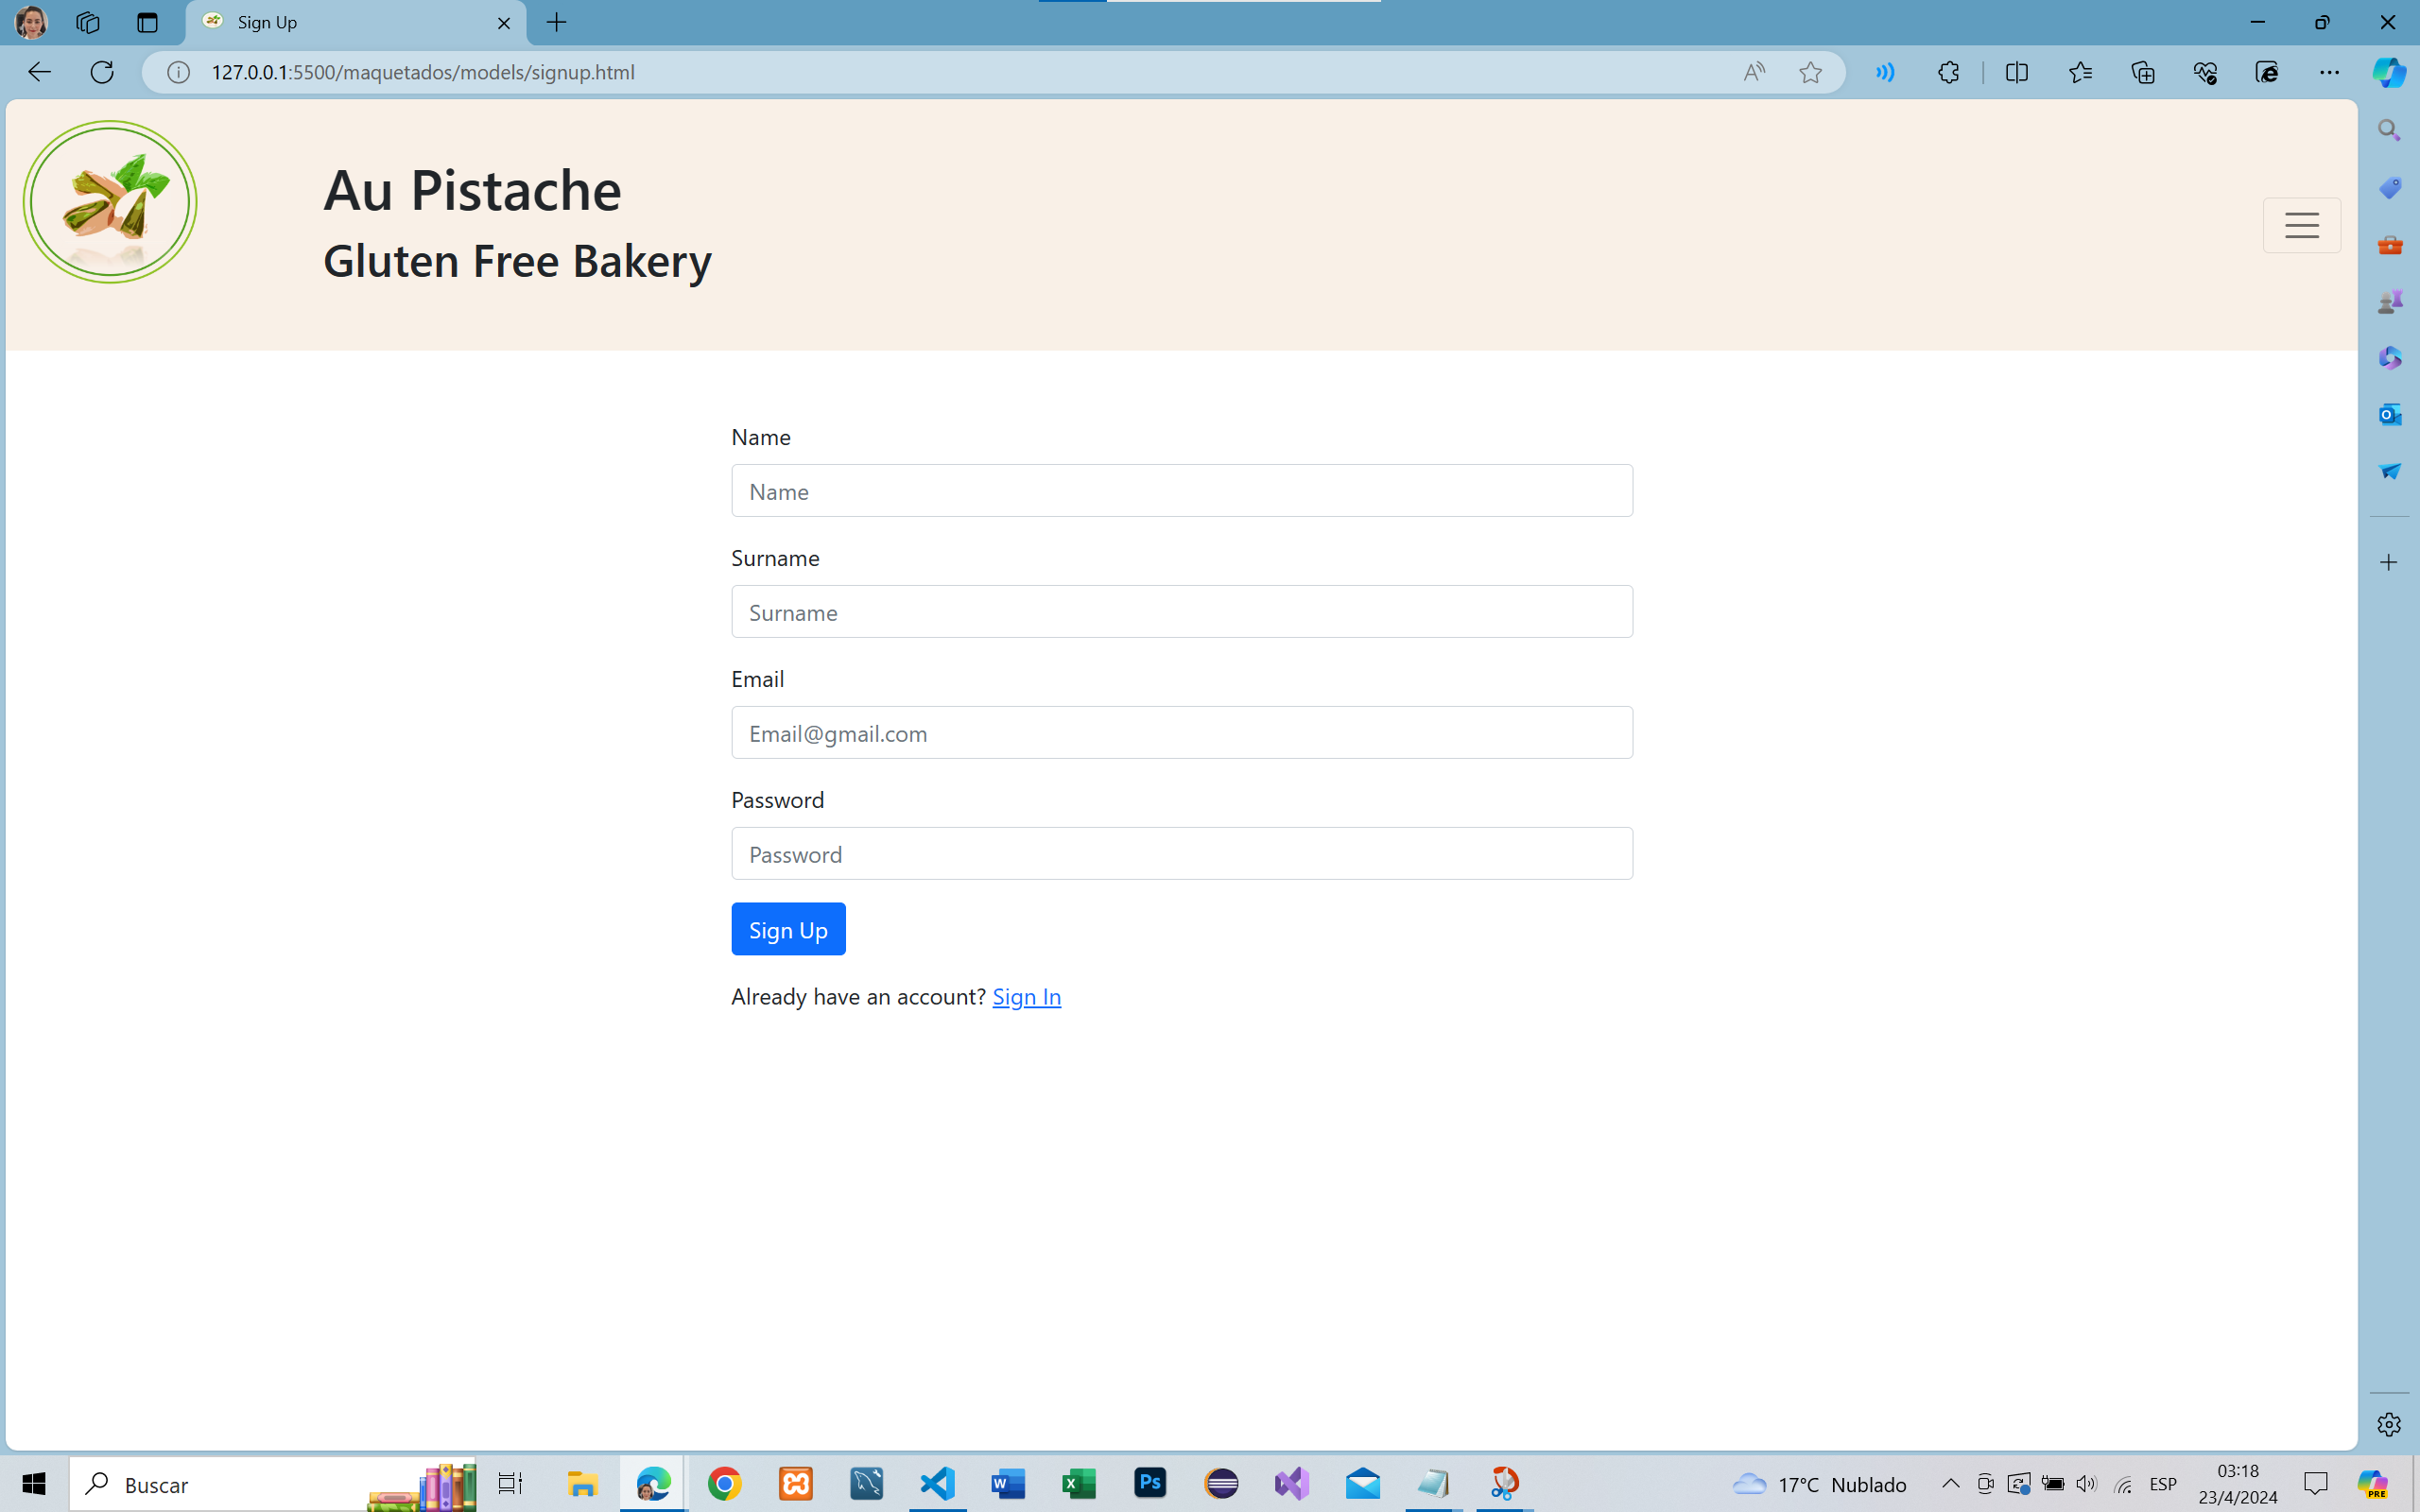 Sign Up
127.0.0.1:5500/maquetados/models/signup.html
Au Pistache
Gluten Free Bakery
Name
Name
Surname
Surname
Email
Email@gmail.com
Password
Password
Sign Up
Already have an account? Sign In
Buscar
17°C Nublado
ESP
03:18
23/4/2024
PRE